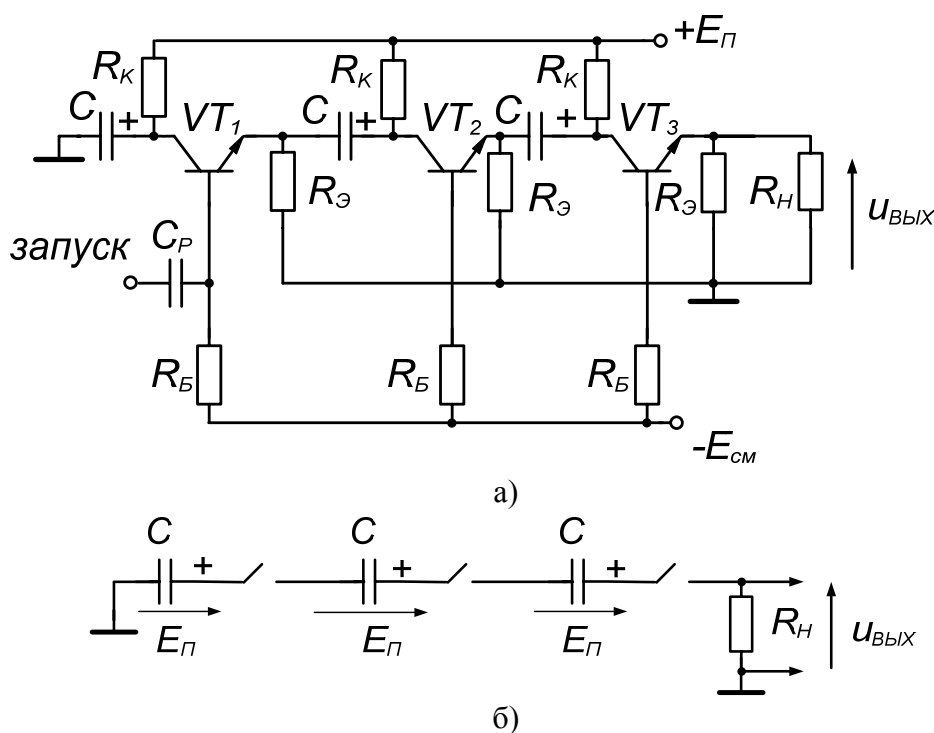 +EП
RК RК RК
C + VT1 C + VT2 C + VT3
RЭ RЭ RЭ RН uВЫХ
запуск CР
RБ RБ RБ
-Eсм
а)
C C C
+ + +
EП EП EП RН uВЫХ
б)